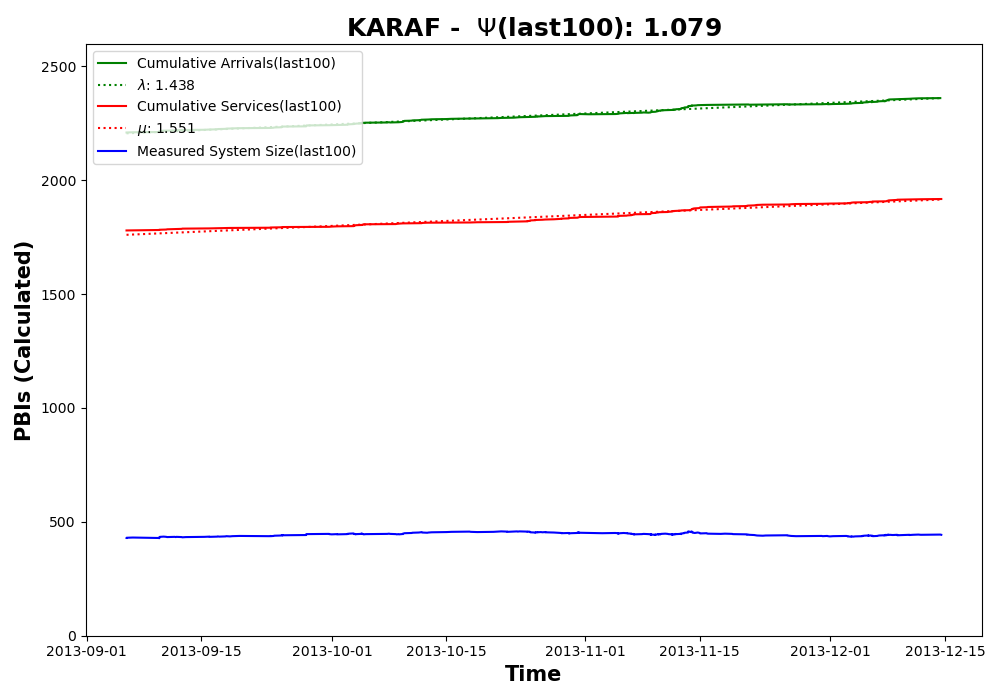 KARAF - Ψ(last100): 1.079
Cumulative Arrivals(last100)
λ: 1.438
Cumulative Services(last100)
μ: 1.551
Measured System Size(last100)
PBIs (Calculated)
2500
2000
1500
1000
500
0
2013-09-01 2013-09-15 2013-10-01 2013-10-15 2013-11-01 2013-11-15 2013-12-01 2013-12-15
Time